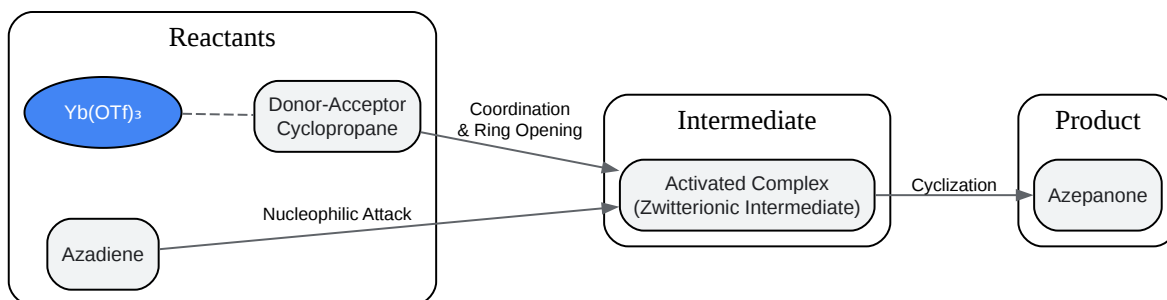 Reactants
Yb(OTf)₃
Donor-Acceptor
Cyclopropane
Azadiene
Coordination
& Ring Opening
Nucleophilic Attack
Intermediate
Activated Complex
(Zwitterionic Intermediate)
Cyclization
Product
Azepanone